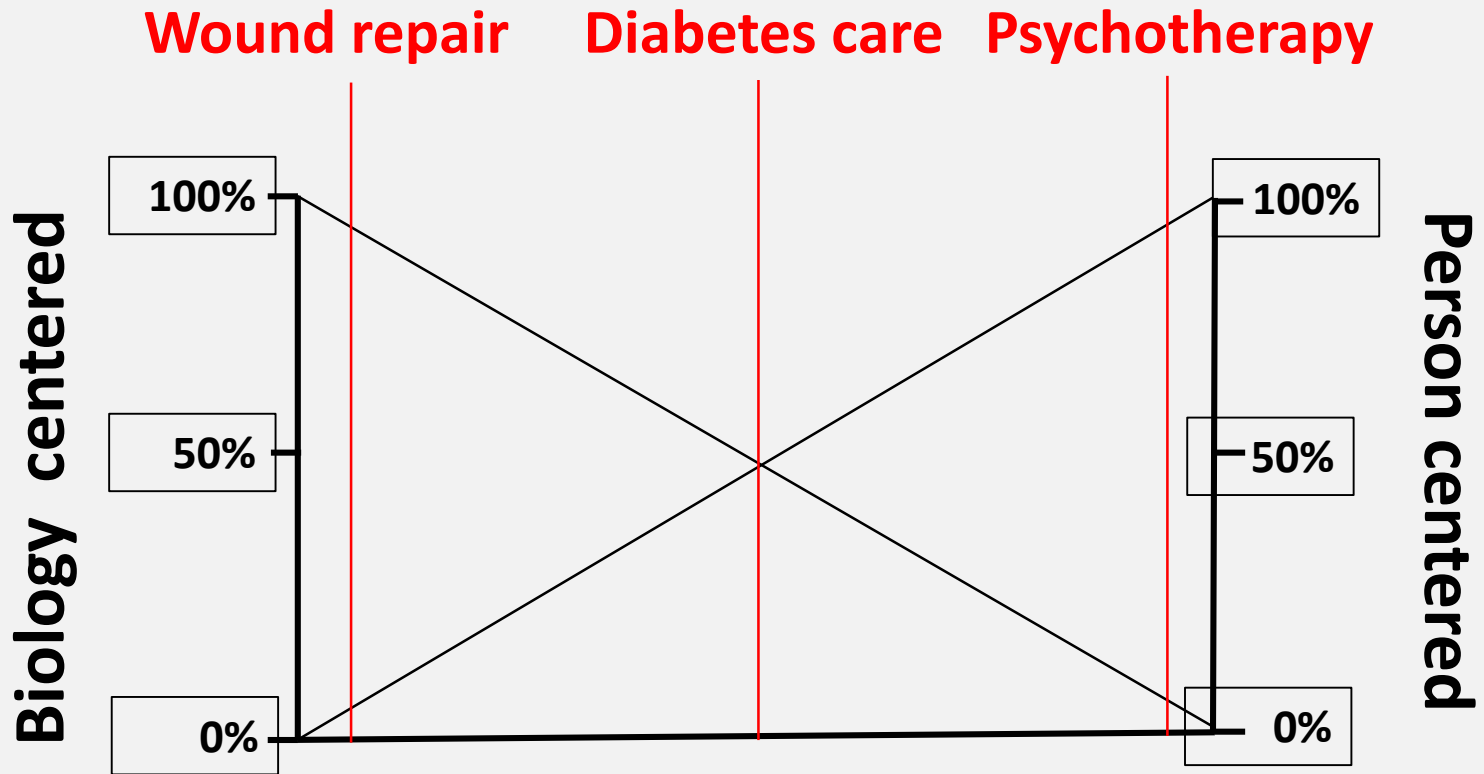 Wound repair
Diabetes care
Psychotherapy
Biology centered
100%
50%
0%
100%
50%
0%
Person centered